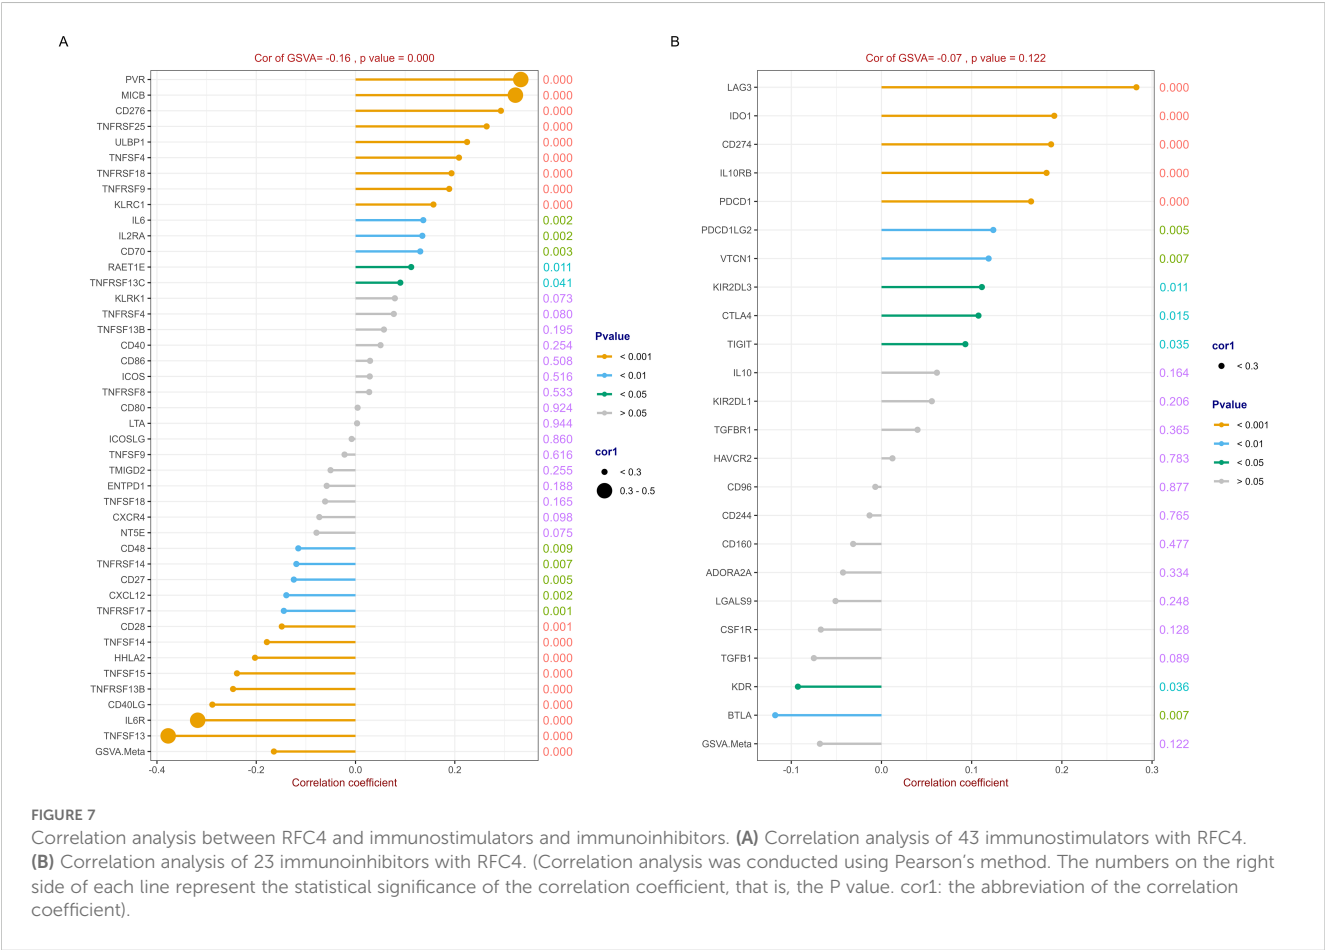 A
Cor of GSVA= -0.16 , p value = 0.000
PVR 0.000
MICB 0.000
CD276 0.000
TNFRSF25 0.000
ULBP1 0.000
TNFSF4 0.000
TNFRSF18 0.000
TNFRSF9 0.000
KLRC1 0.000
IL6 0.002
IL2RA 0.002
CD70 0.003
RAET1E 0.011
TNFRSF13C 0.041
KLRK1 0.073
TNFRSF4 0.080
TNFSF13B 0.195
CD40 0.254
CD86 0.508
ICOS 0.516
TNFRSF8 0.533
CD80 0.924
LTA 0.944
ICOSLG 0.860
TNFSF9 0.616
TMIGD2 0.255
ENTPD1 0.188
TNFSF18 0.165
CXCR4 0.098
NT5E 0.075
CD48 0.009
TNFRSF14 0.007
CD27 0.005
CXCL12 0.002
TNFRSF17 0.001
CD28 0.001
TNFSF14 0.000
HHLA2 0.000
TNFSF15 0.000
TNFRSF13B 0.000
CD40LG 0.000
IL6R 0.000
TNFSF13 0.000
GSVA.Meta 0.000
-0.4 -0.2 0.0 0.2
Correlation coefficient
Pvalue
< 0.001
< 0.01
< 0.05
> 0.05
cor1
< 0.3
0.3 - 0.5
B
Cor of GSVA= -0.07 , p value = 0.122
LAG3 0.000
IDO1 0.000
CD274 0.000
IL10RB 0.000
PDCD1 0.000
PDCD1LG2 0.005
VTCN1 0.007
KIR2DL3 0.011
CTLA4 0.015
TIGIT 0.035
IL10 0.164
KIR2DL1 0.206
TGFBR1 0.365
HAVCR2 0.783
CD96 0.877
CD244 0.765
CD160 0.477
ADORA2A 0.334
LGALS9 0.248
CSF1R 0.128
TGFB1 0.089
KDR 0.036
BTLA 0.007
GSVA.Meta 0.122
-0.1 0.0 0.1 0.2 0.3
Correlation coefficient
cor1
< 0.3
Pvalue
< 0.001
< 0.01
< 0.05
> 0.05
FIGURE 7
Correlation analysis between RFC4 and immunostimulators and immunoinhibitors. (A) Correlation analysis of 43 immunostimulators with RFC4.
(B) Correlation analysis of 23 immunoinhibitors with RFC4. (Correlation analysis was conducted using Pearson's method. The numbers on the right
side of each line represent the statistical significance of the correlation coefficient, that is, the P value. cor1: the abbreviation of the correlation
coefficient).